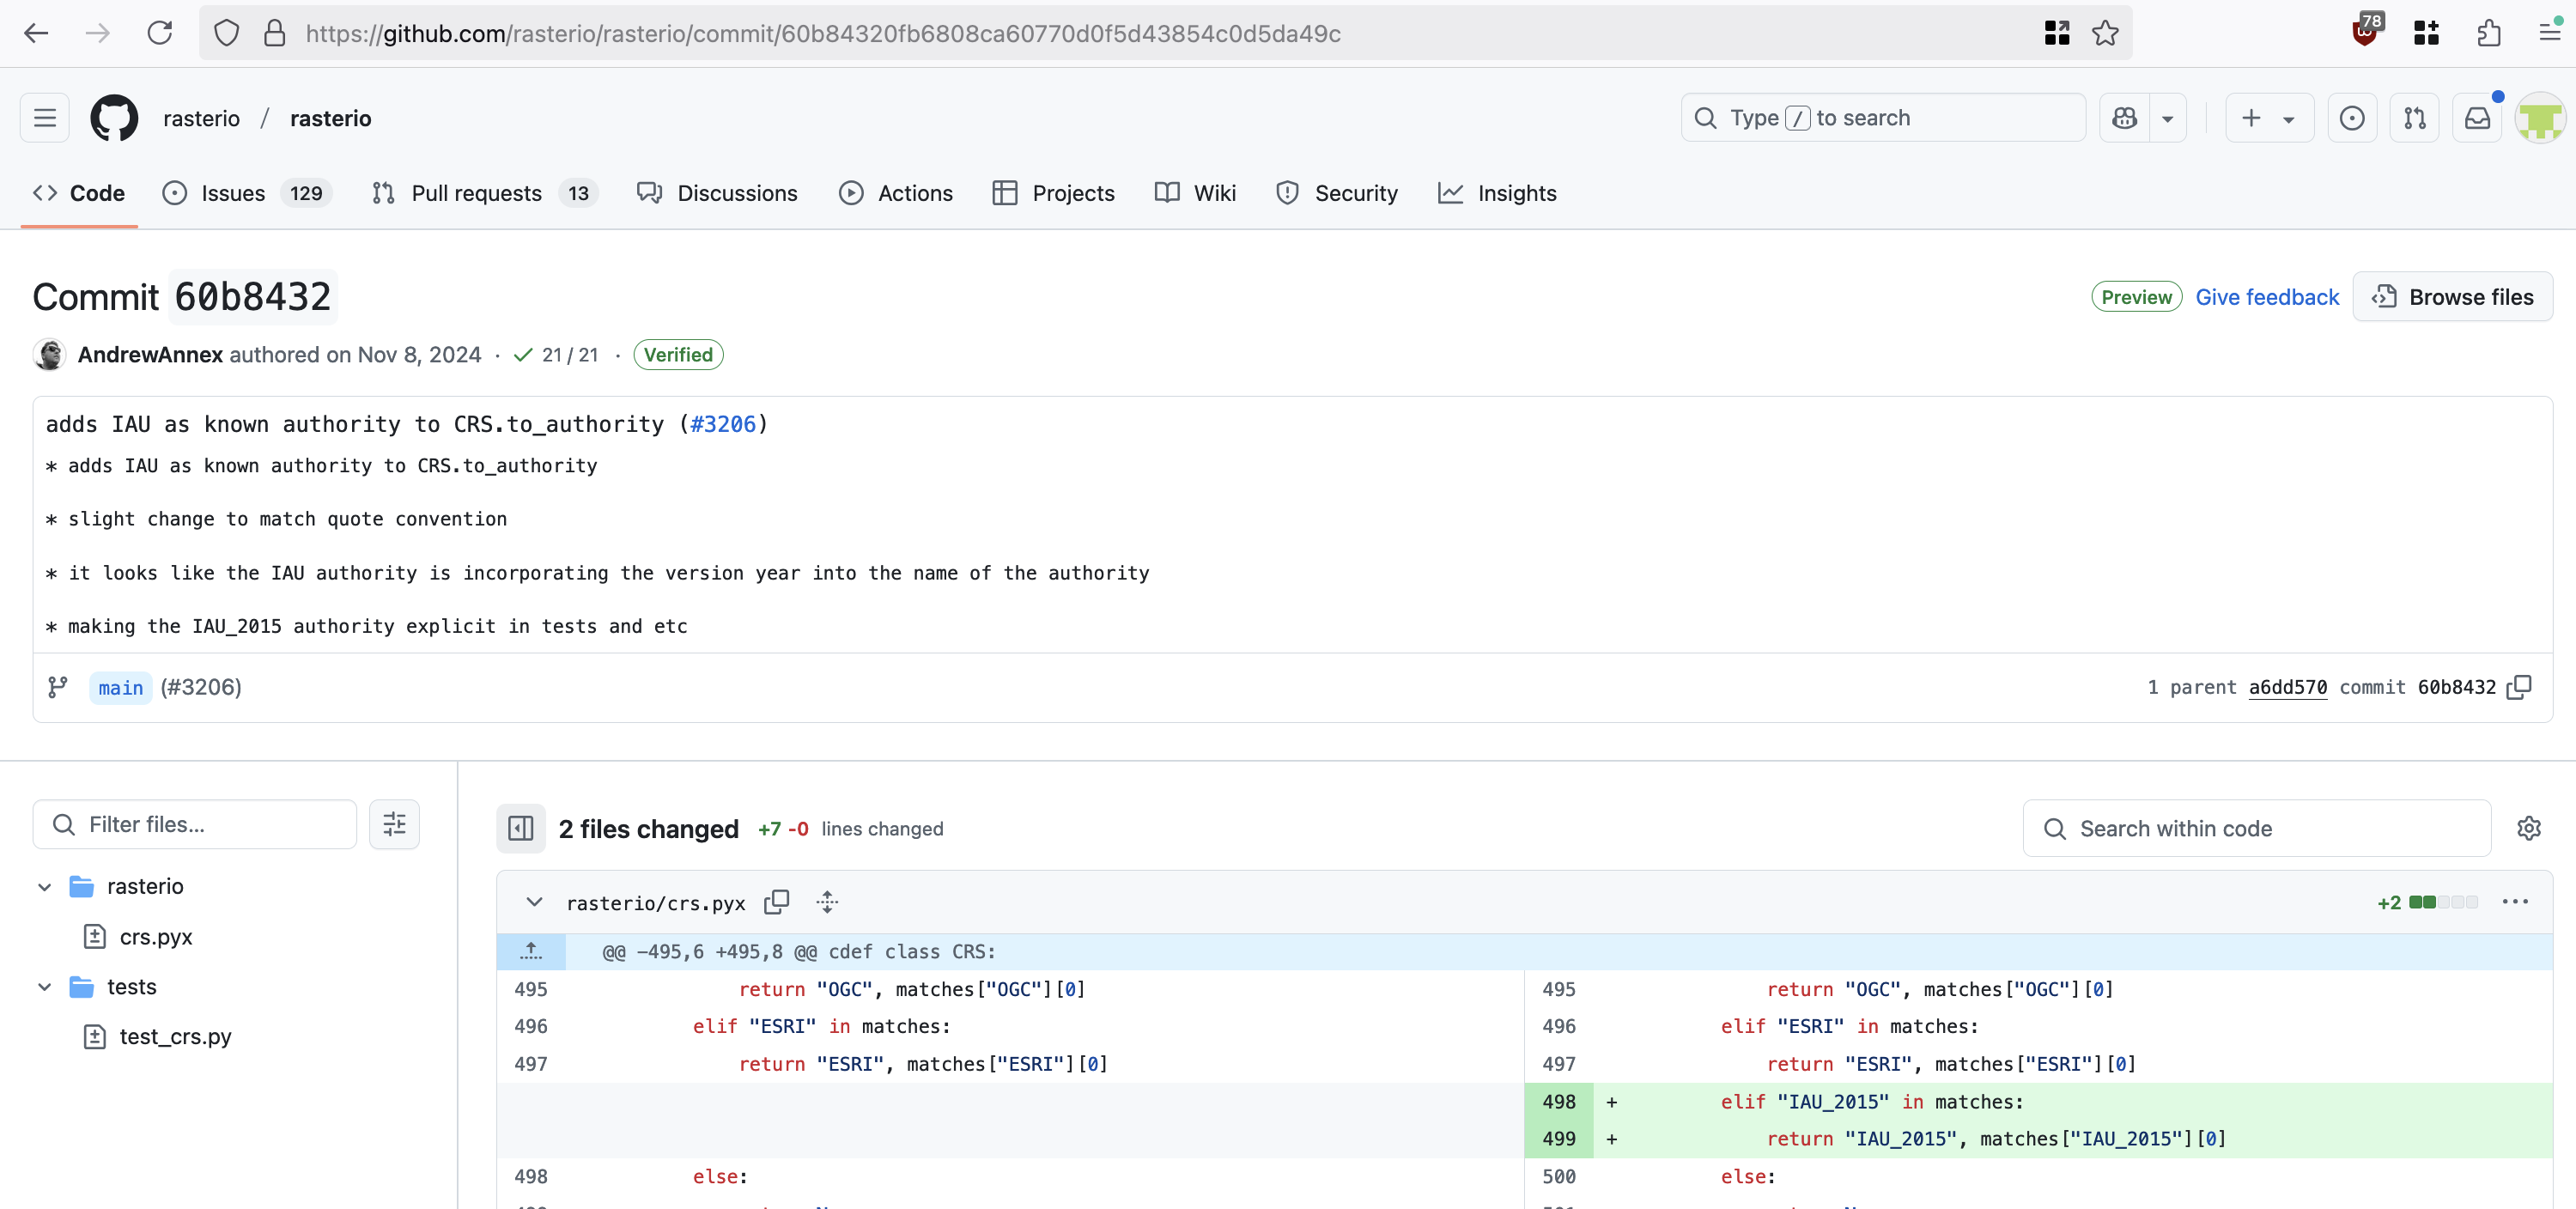 https://github.com/rasterio/rasterio/commit/60b84320fb6808ca60770d0f5d43854c0d5da49c
78
rasterio / rasterio
Type / to search
Code
Issues 129
Pull requests 13
Discussions
Actions
Projects
Wiki
Security
Insights
Commit 60b8432
Preview Give feedback Browse files
AndrewAnnex authored on Nov 8, 2024 · 21 / 21 · Verified
adds IAU as known authority to CRS.to_authority (#3206)
* adds IAU as known authority to CRS.to_authority
* slight change to match quote convention
* it looks like the IAU authority is incorporating the version year into the name of the authority
* making the IAU_2015 authority explicit in tests and etc
main (#3206)
1 parent a6dd570 commit 60b8432
Filter files...
rasterio
crs.pyx
tests
test_crs.py
2 files changed +7 -0 lines changed
Search within code
rasterio/crs.pyx
+2
@@ -495,6 +495,8 @@ cdef class CRS:
495 return "OGC", matches["OGC"][0]
496 elif "ESRI" in matches:
497 return "ESRI", matches["ESRI"][0]
498 else:
495 return "OGC", matches["OGC"][0]
496 elif "ESRI" in matches:
497 return "ESRI", matches["ESRI"][0]
498 + elif "IAU_2015" in matches:
499 + return "IAU_2015", matches["IAU_2015"][0]
500 else: